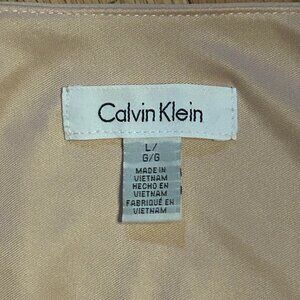 Calvin Klein
L/
G/G
MADE IN
VIETNAM
HECHO EN
VIETNAM
FABRIQUÉ EN
VIETNAM